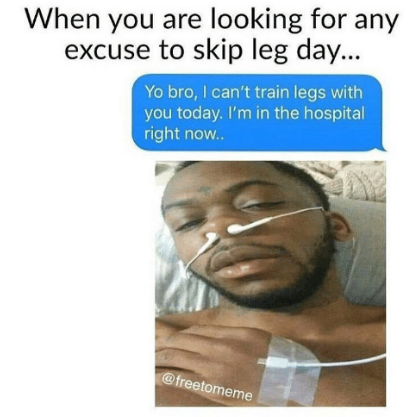 When you are looking for any
excuse to skip leg day...
Yo bro, I can't train legs with
you today. I'm in the hospital
right now..
@freetomeme